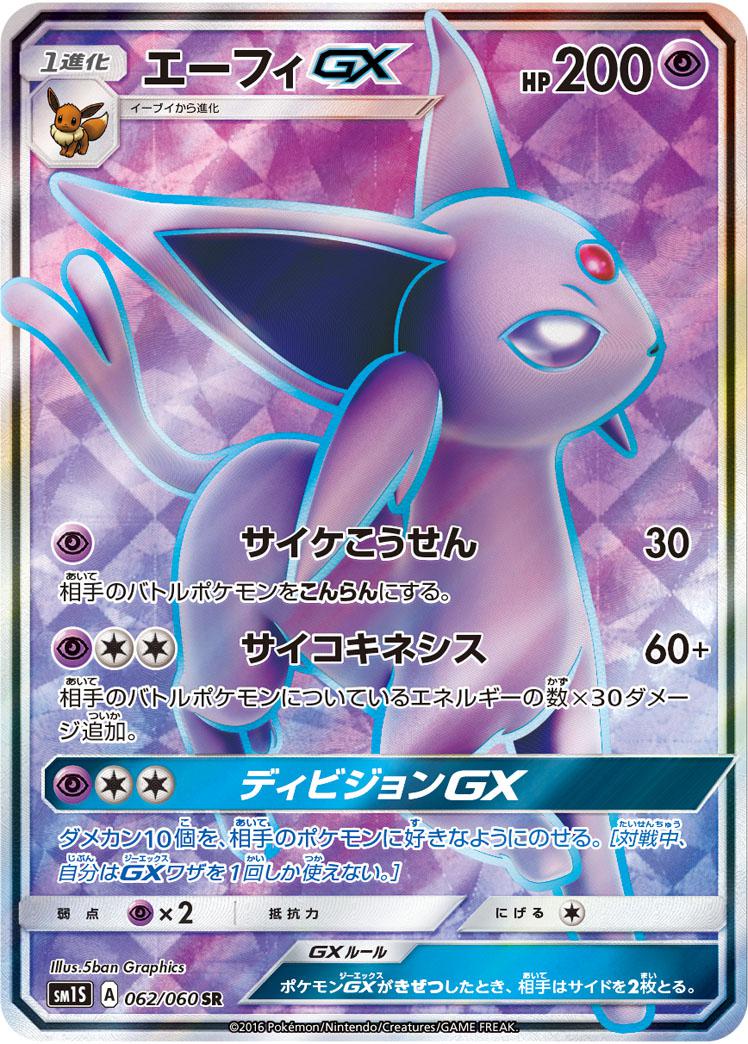 1進化
エーフィGX
HP200
イーブイから進化
サイケこうせん 30
相手のバトルポケモンをこんらんにする。
サイコキネシス 60+
相手のバトルポケモンについているエネルギーの数×30ダメー
ジ追加。
ディビジョンGX
ダメカン10個を、相手のポケモンに好きなようにのせる。[対戦中、
自分はGXワザを1回しか使えない。]
弱点 ×2 抵抗力 にげる
GXルール
ポケモンGXがきぜつしたとき、相手はサイドを2枚とる。
Illus.5ban Graphics
SM1S A 062/060 SR
©2016 Pokémon/Nintendo/Creatures/GAME FREAK.